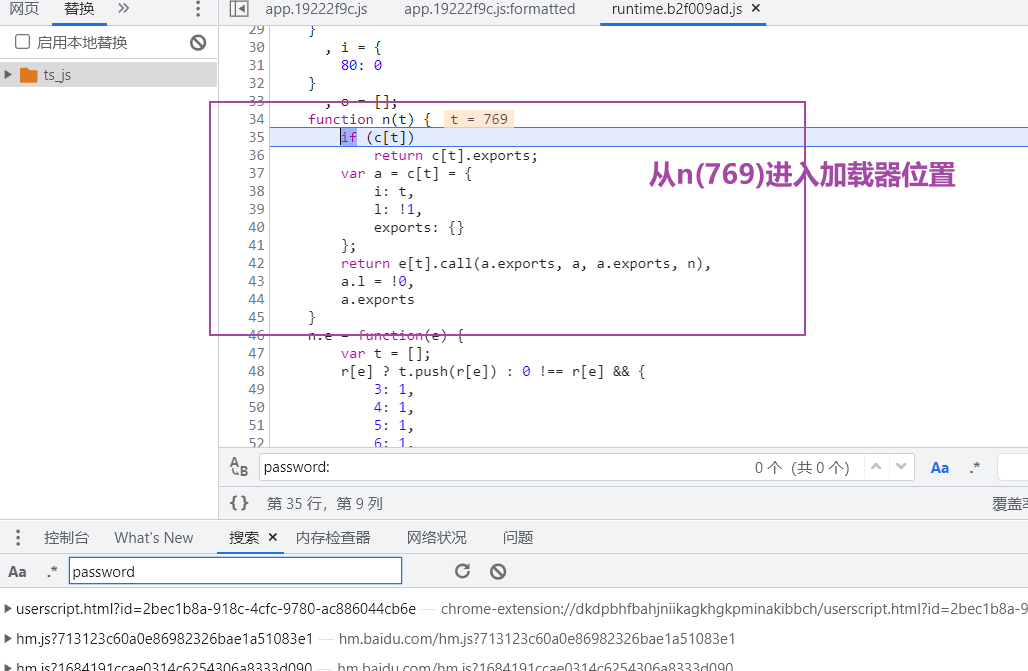 网页 替换 app.19222f9c.js app.19222f9c.js:formatted runtime.b2f009ad.js ×
启用本地替换
ts_js
29 }
30 , i = {
31 80: 0
32 }
33 , o = [];
34 function n(t) { t = 769
35 if (c[t])
36 return c[t].exports;
37 var a = c[t] = {
38 i: t,
39 l: !1,
40 exports: {}
41 };
42 return e[t].call(a.exports, a, a.exports, n),
43 a.l = !0,
44 a.exports
45 }
46 n.e = function(e) {
47 var t = [];
48 r[e] ? t.push(r[e]) : 0 !== r[e] && {
49 3: 1,
50 4: 1,
51 5: 1,
52 6: 1,
从n(769)进入加载器位置
password: 0 个 (共 0 个) Aa .*
{} 第 35 行，第 9 列 覆盖率
控制台 What's New 搜索 × 内存检查器 网络状况 问题
Aa .* password
userscript.html?id=2bec1b8a-918c-4cfc-9780-ac886044cb6e — chrome-extension://dkdpbhfbahjniikagkhgkpminakibbch/userscript.html?id=2bec1b8a-9
hm.js?713123c60a0e86982326bae1a51083e1 — hm.baidu.com/hm.js?713123c60a0e86982326bae1a51083e1
hm.js?1684191ccae0314c6254306a8333d090 — hm.baidu.com/hm.js?1684191ccae0314c6254306a8333d090